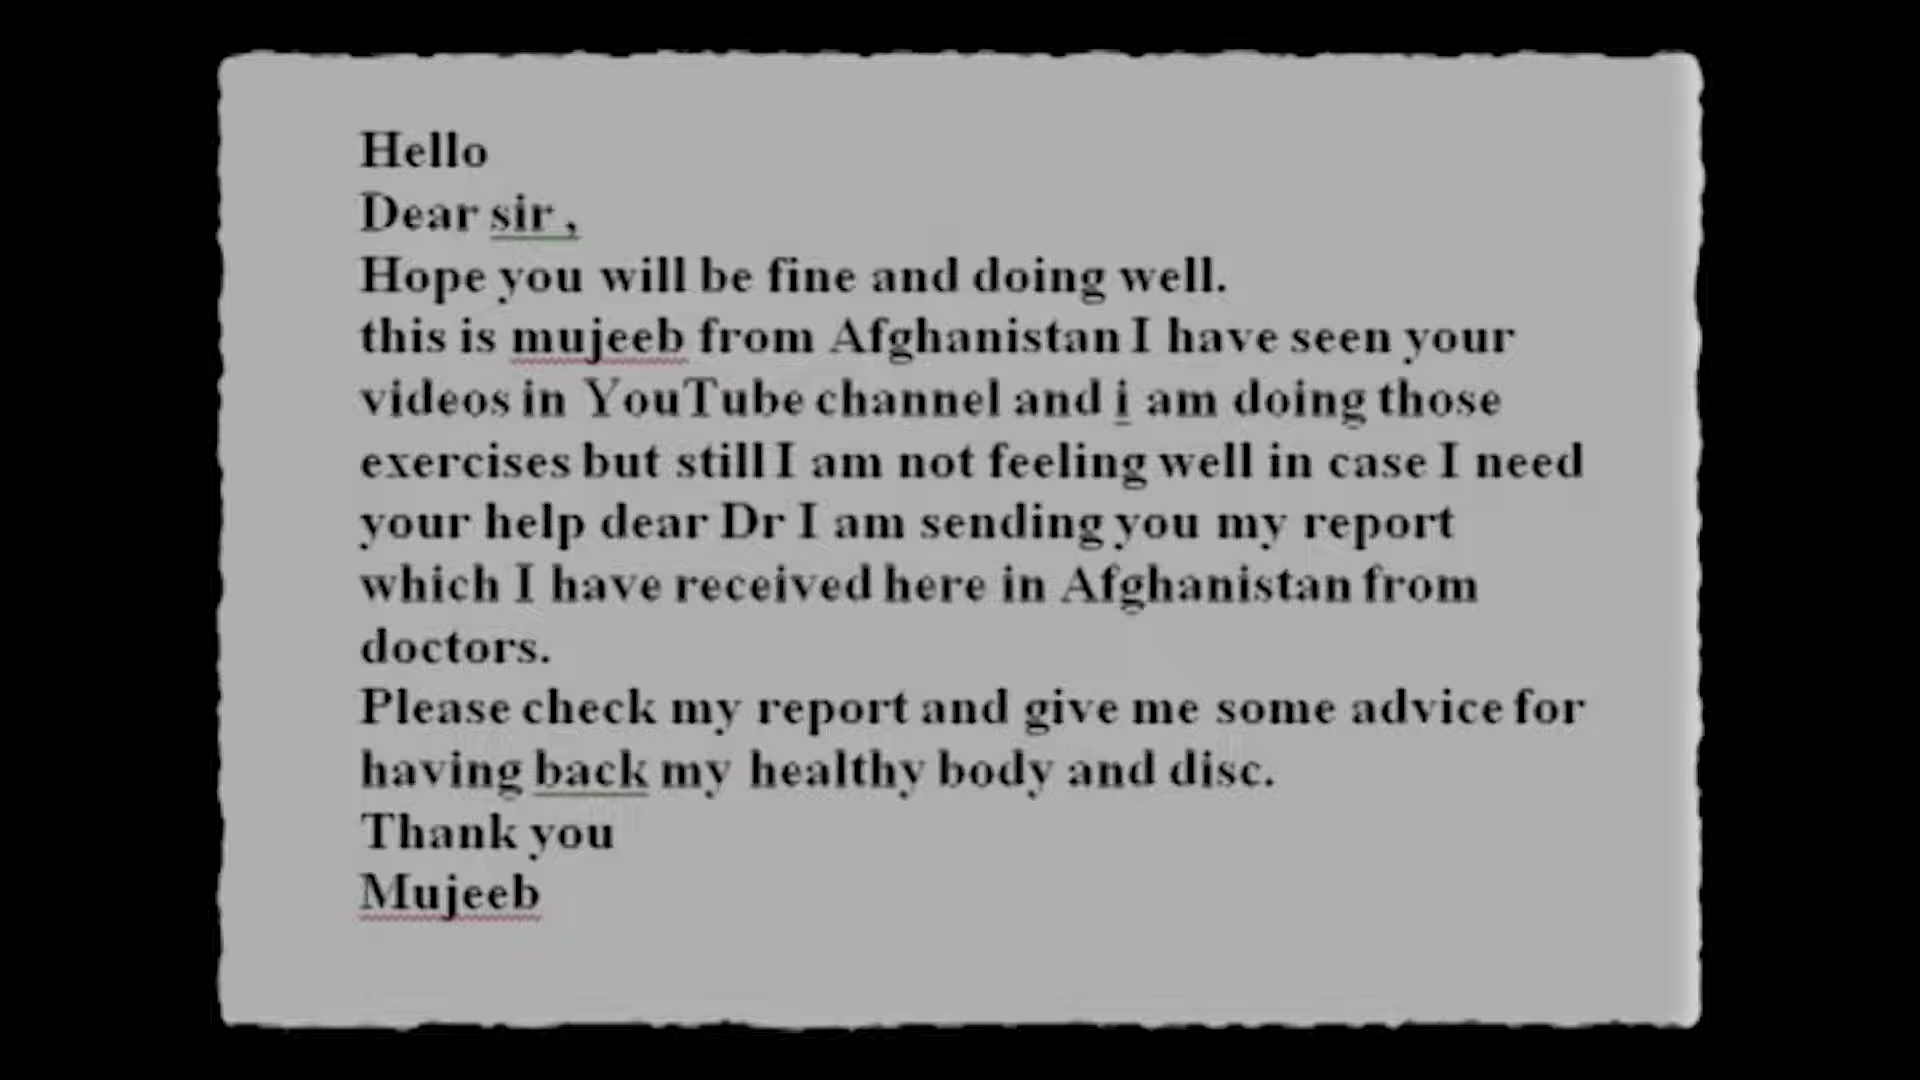 Hello
Dear sir ,
Hope you will be fine and doing well.
this is mujeeb from Afghanistan I have seen your
videos in YouTube channel and i am doing those
exercises but still I am not feeling well in case I need
your help dear Dr I am sending you my report
which I have received here in Afghanistan from
doctors.
Please check my report and give me some advice for
having back my healthy body and disc.
Thank you
Mujeeb